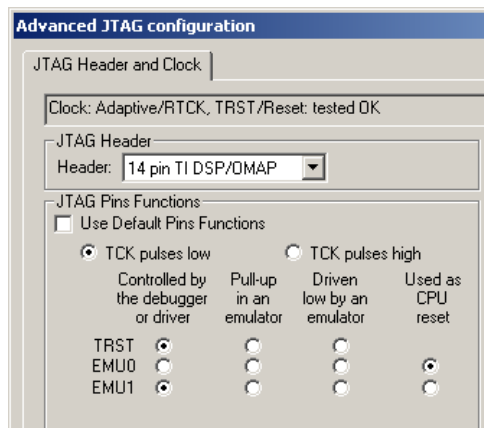 Advanced JTAG configuration
JTAG Header and Clock
Clock: Adaptive/RTCK, TRST/Reset: tested OK
JTAG Header
Header: 14 pin TI DSP/OMAP
JTAG Pins Functions
Use Default Pins Functions
TCK pulses low TCK pulses high
Controlled by Pull-up Driven Used as
the debugger in an low by an CPU
or driver emulator emulator reset
TRST
EMU0
EMU1